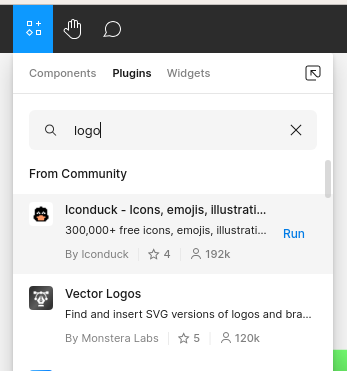 Components Plugins Widgets
logo
From Community
Iconduck - Icons, emojis, illustrati...
300,000+ free icons, emojis, illustrati...
Run
By Iconduck 4 192k
Vector Logos
Find and insert SVG versions of logos and bra...
By Monstera Labs 5 120k